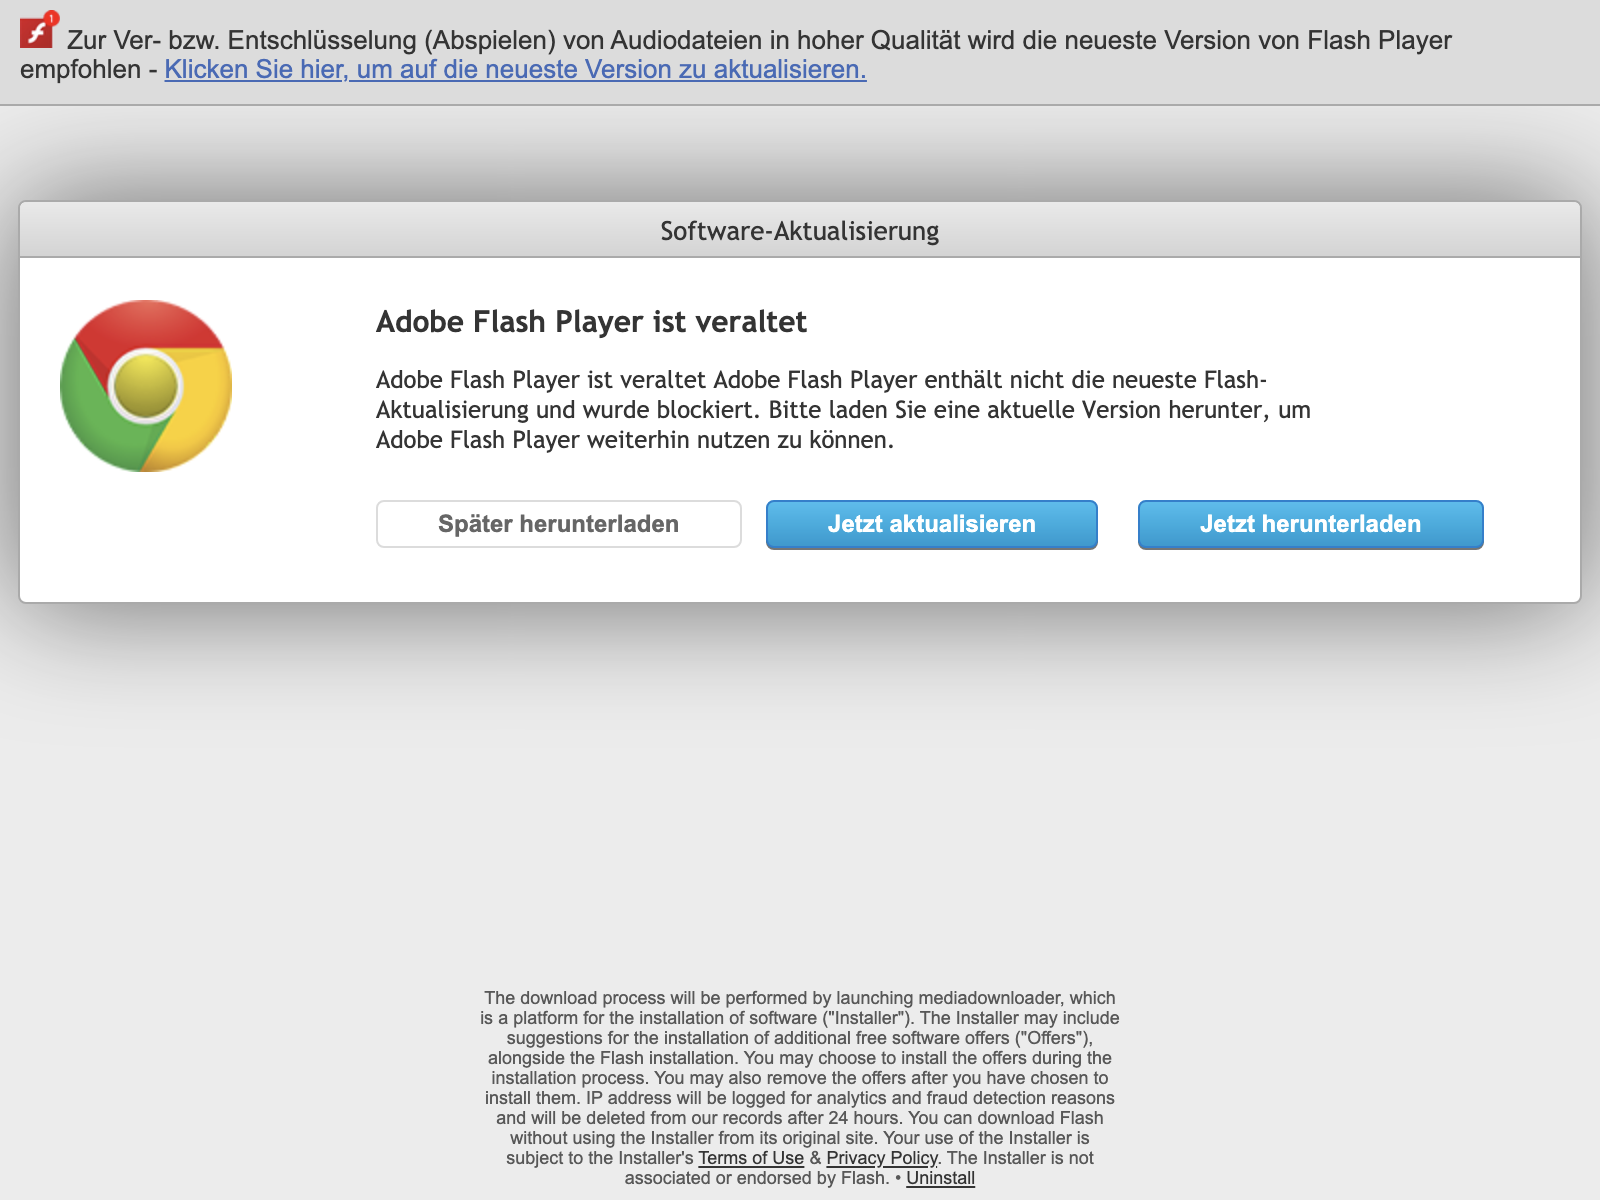 1
Zur Ver- bzw. Entschlüsselung (Abspielen) von Audiodateien in hoher Qualität wird die neueste Version von Flash Player
empfohlen - Klicken Sie hier, um auf die neueste Version zu aktualisieren.
Software-Aktualisierung
Adobe Flash Player ist veraltet
Adobe Flash Player ist veraltet Adobe Flash Player enthält nicht die neueste Flash-
Aktualisierung und wurde blockiert. Bitte laden Sie eine aktuelle Version herunter, um
Adobe Flash Player weiterhin nutzen zu können.
Später herunterladen
Jetzt aktualisieren
Jetzt herunterladen
The download process will be performed by launching mediadownloader, which
is a platform for the installation of software ("Installer"). The Installer may include
suggestions for the installation of additional free software offers ("Offers"),
alongside the Flash installation. You may choose to install the offers during the
installation process. You may also remove the offers after you have chosen to
install them. IP address will be logged for analytics and fraud detection reasons
and will be deleted from our records after 24 hours. You can download Flash
without using the Installer from its original site. Your use of the Installer is
subject to the Installer's Terms of Use & Privacy Policy. The Installer is not
associated or endorsed by Flash. • Uninstall